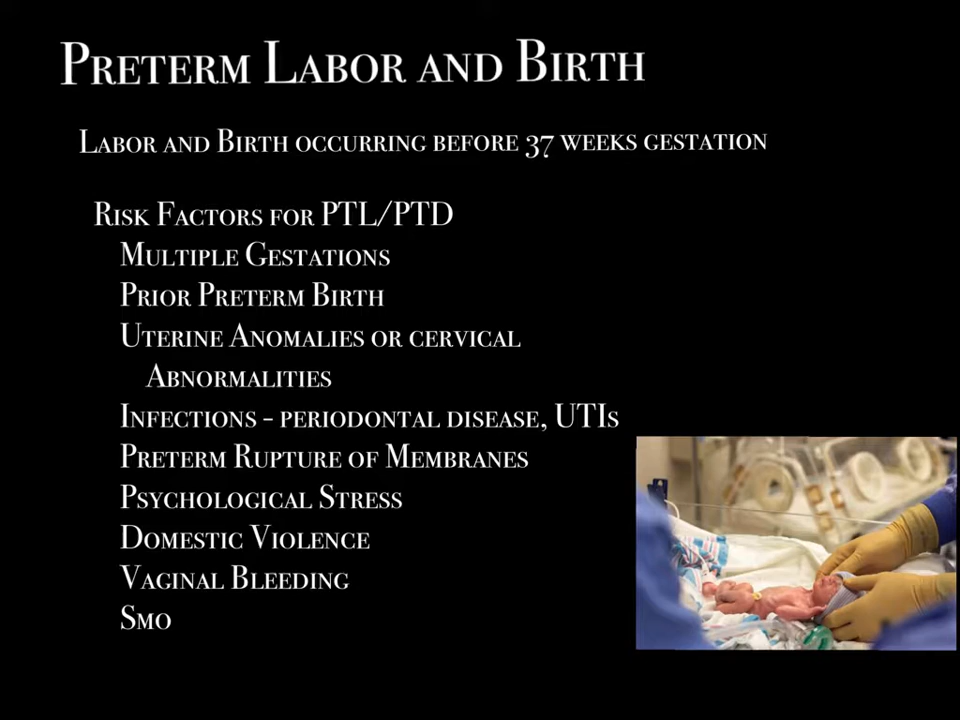 Preterm Labor and Birth
Labor and Birth occurring before 37 weeks gestation
Risk Factors for PTL/PTD
Multiple Gestations
Prior Preterm Birth
Uterine Anomalies or cervical
Abnormalities
Infections - periodontal disease, UTIs
Preterm Rupture of Membranes
Psychological Stress
Domestic Violence
Vaginal Bleeding
Smo